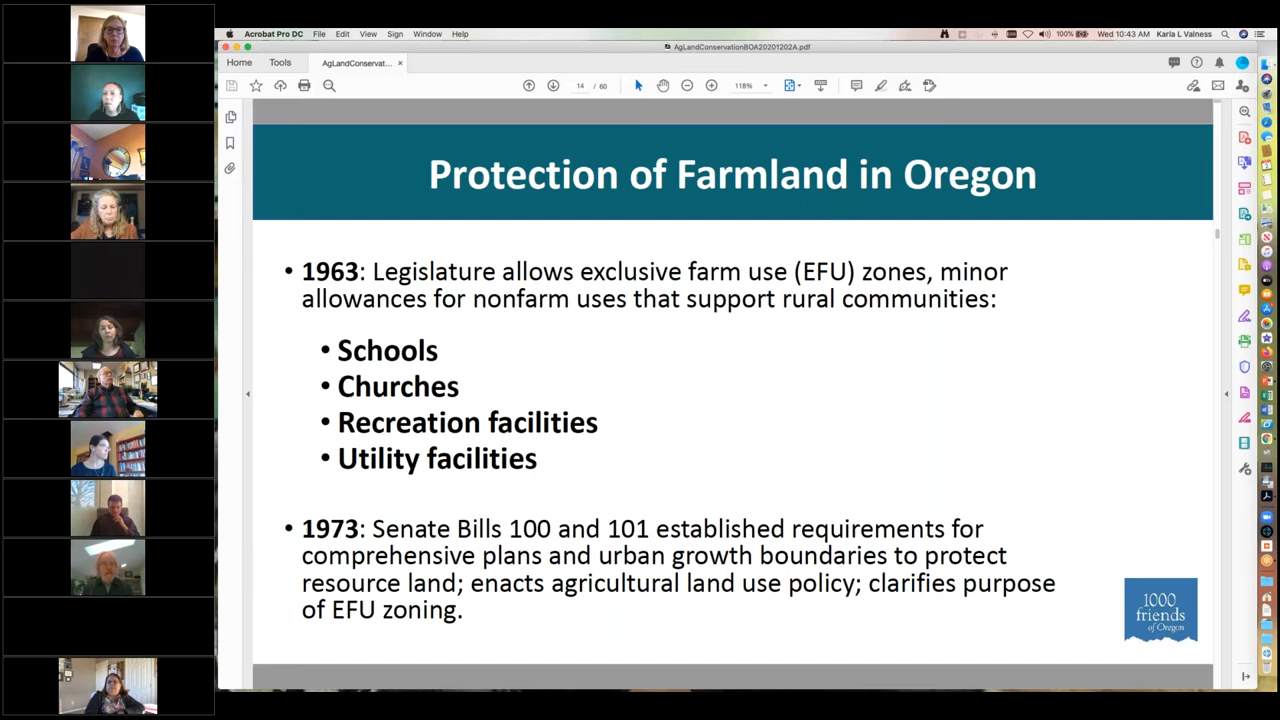 Acrobat Pro DC File Edit View Sign Window Help
100% Wed 10:43 AM Karla L Valness
AgLandConservationBOA20201202A.pdf
Home Tools AgLandConservat... ×
14 / 60 118%
Protection of Farmland in Oregon
• 1963: Legislature allows exclusive farm use (EFU) zones, minor
allowances for nonfarm uses that support rural communities:
• Schools
• Churches
• Recreation facilities
• Utility facilities
• 1973: Senate Bills 100 and 101 established requirements for
comprehensive plans and urban growth boundaries to protect
resource land; enacts agricultural land use policy; clarifies purpose
of EFU zoning.
1000
friends
of Oregon